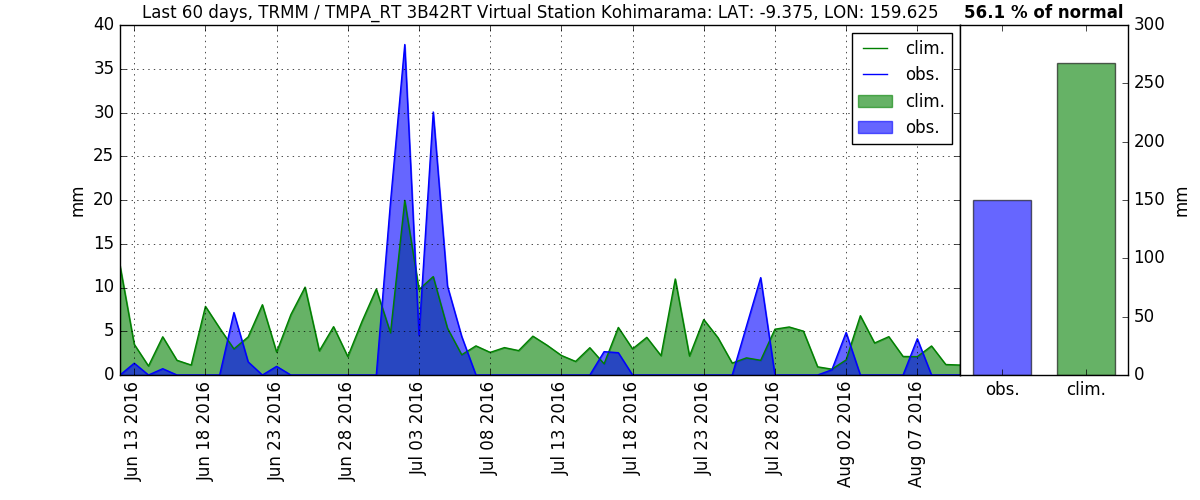 Last 60 days, TRMM / TMPA_RT 3B42RT Virtual Station Kohimarama: LAT: -9.375, LON: 159.625
56.1 % of normal
40
35
30
25
20
15
10
5
0
mm
clim.
obs.
clim.
obs.
Jun 13 2016
Jun 18 2016
Jun 23 2016
Jun 28 2016
Jul 03 2016
Jul 08 2016
Jul 13 2016
Jul 18 2016
Jul 23 2016
Jul 28 2016
Aug 02 2016
Aug 07 2016
300
250
200
150
100
50
0
mm
obs.
clim.